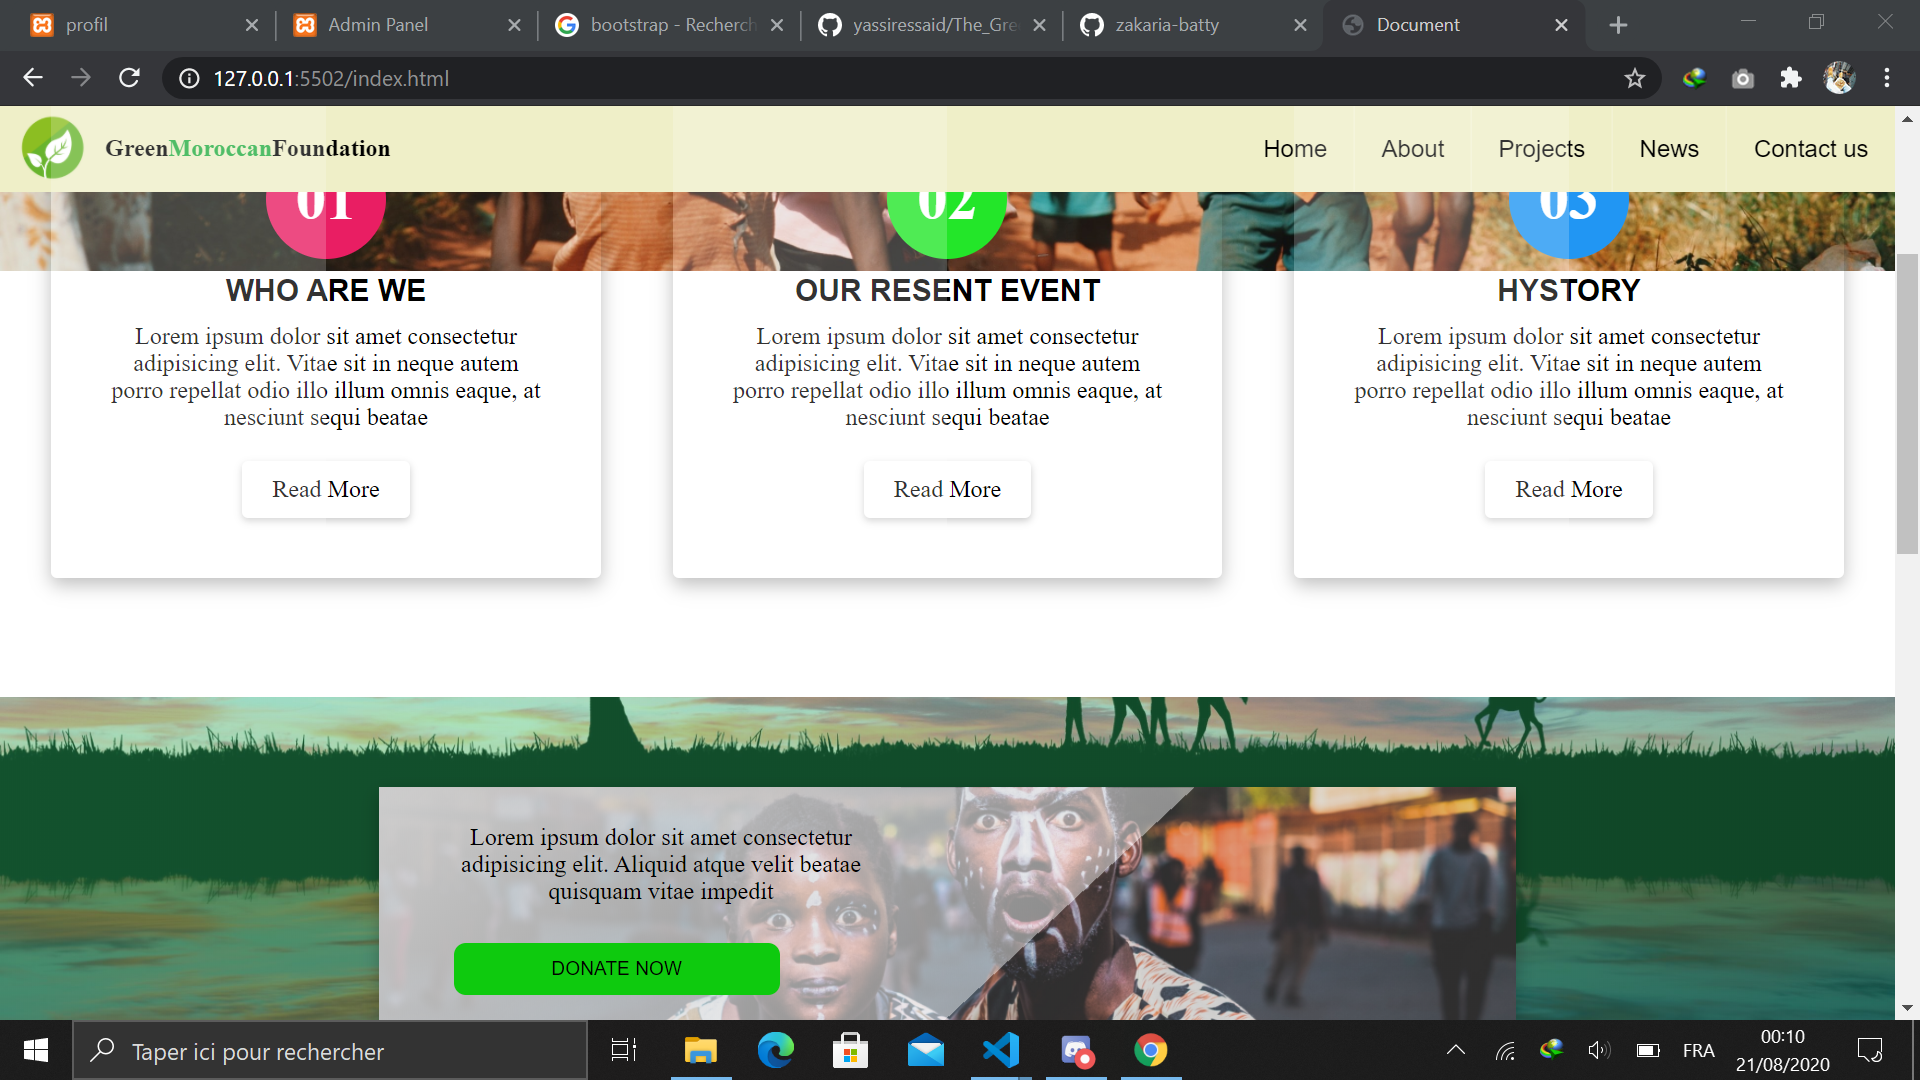 profil
Admin Panel
bootstrap - Recherch
yassiressaid/The_Gre
zakaria-batty
Document
127.0.0.1:5502/index.html
GreenMoroccanFoundation
Home
About
Projects
News
Contact us
01
02
03
WHO ARE WE
Lorem ipsum dolor sit amet consectetur
adipisicing elit. Vitae sit in neque autem
porro repellat odio illo illum omnis eaque, at
nesciunt sequi beatae
Read More
OUR RESENT EVENT
Lorem ipsum dolor sit amet consectetur
adipisicing elit. Vitae sit in neque autem
porro repellat odio illo illum omnis eaque, at
nesciunt sequi beatae
Read More
HYSTORY
Lorem ipsum dolor sit amet consectetur
adipisicing elit. Vitae sit in neque autem
porro repellat odio illo illum omnis eaque, at
nesciunt sequi beatae
Read More
Lorem ipsum dolor sit amet consectetur
adipisicing elit. Aliquid atque velit beatae
quisquam vitae impedit
DONATE NOW
Taper ici pour rechercher
FRA
00:10
21/08/2020